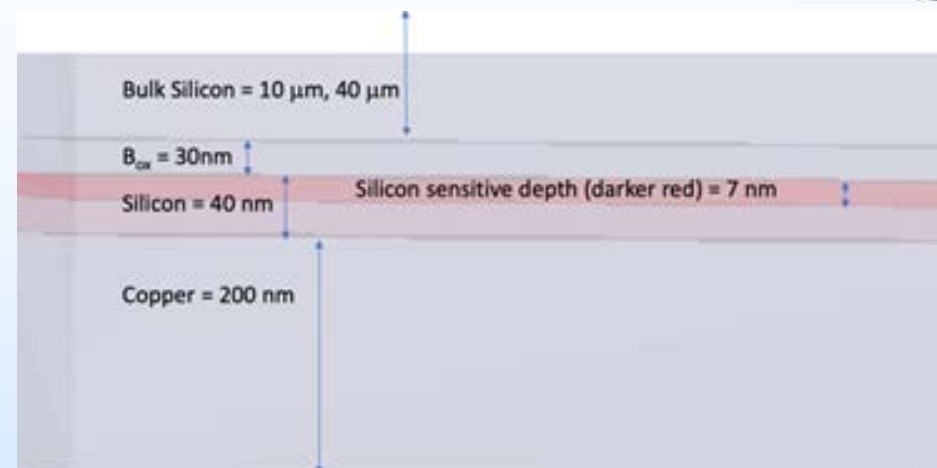 Bulk Silicon = 10 μm, 40 μm
Box = 30nm
Silicon sensitive depth (darker red) = 7 nm
Silicon = 40 nm
Copper = 200 nm